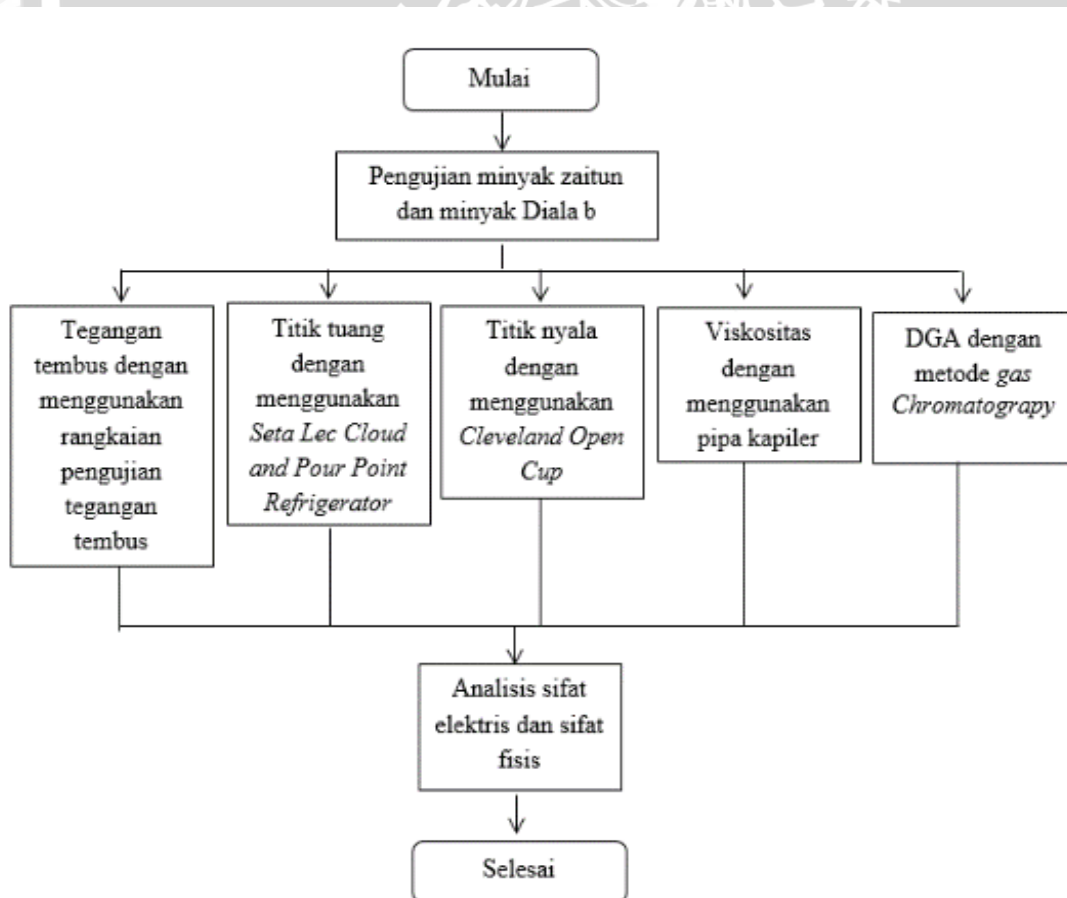 Mulai
Pengujian minyak zaitun
dan minyak Diala b
Tegangan
tembus dengan
menggunakan
rangkaian
pengujian
tegangan
tembus
Titik tuang
dengan
menggunakan
Seta Lec Cloud
and Pour Point
Refrigerator
Titik nyala
dengan
menggunakan
Cleveland Open
Cup
Viskositas
dengan
menggunakan
pipa kapiler
DGA dengan
metode gas
Chromatograpy
Analisis sifat
elektris dan sifat
fisis
Selesai